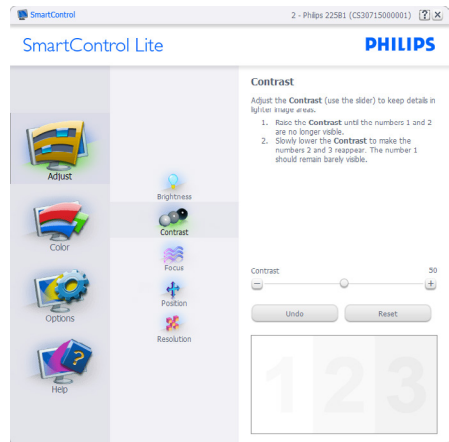 SmartControl
2 - Philips 225B1 (CS30715000001)
SmartControl Lite
PHILIPS
Adjust
Color
Options
Help
Brightness
Contrast
Focus
Position
Resolution
Contrast
Adjust the Contrast (use the slider) to keep details in
lighter image areas.
1. Raise the Contrast until the numbers 1 and 2
are no longer visible.
2. Slowly lower the Contrast to make the
numbers 2 and 3 reappear. The number 1
should remain barely visible.
Contrast 50
Undo Reset
1 2 3